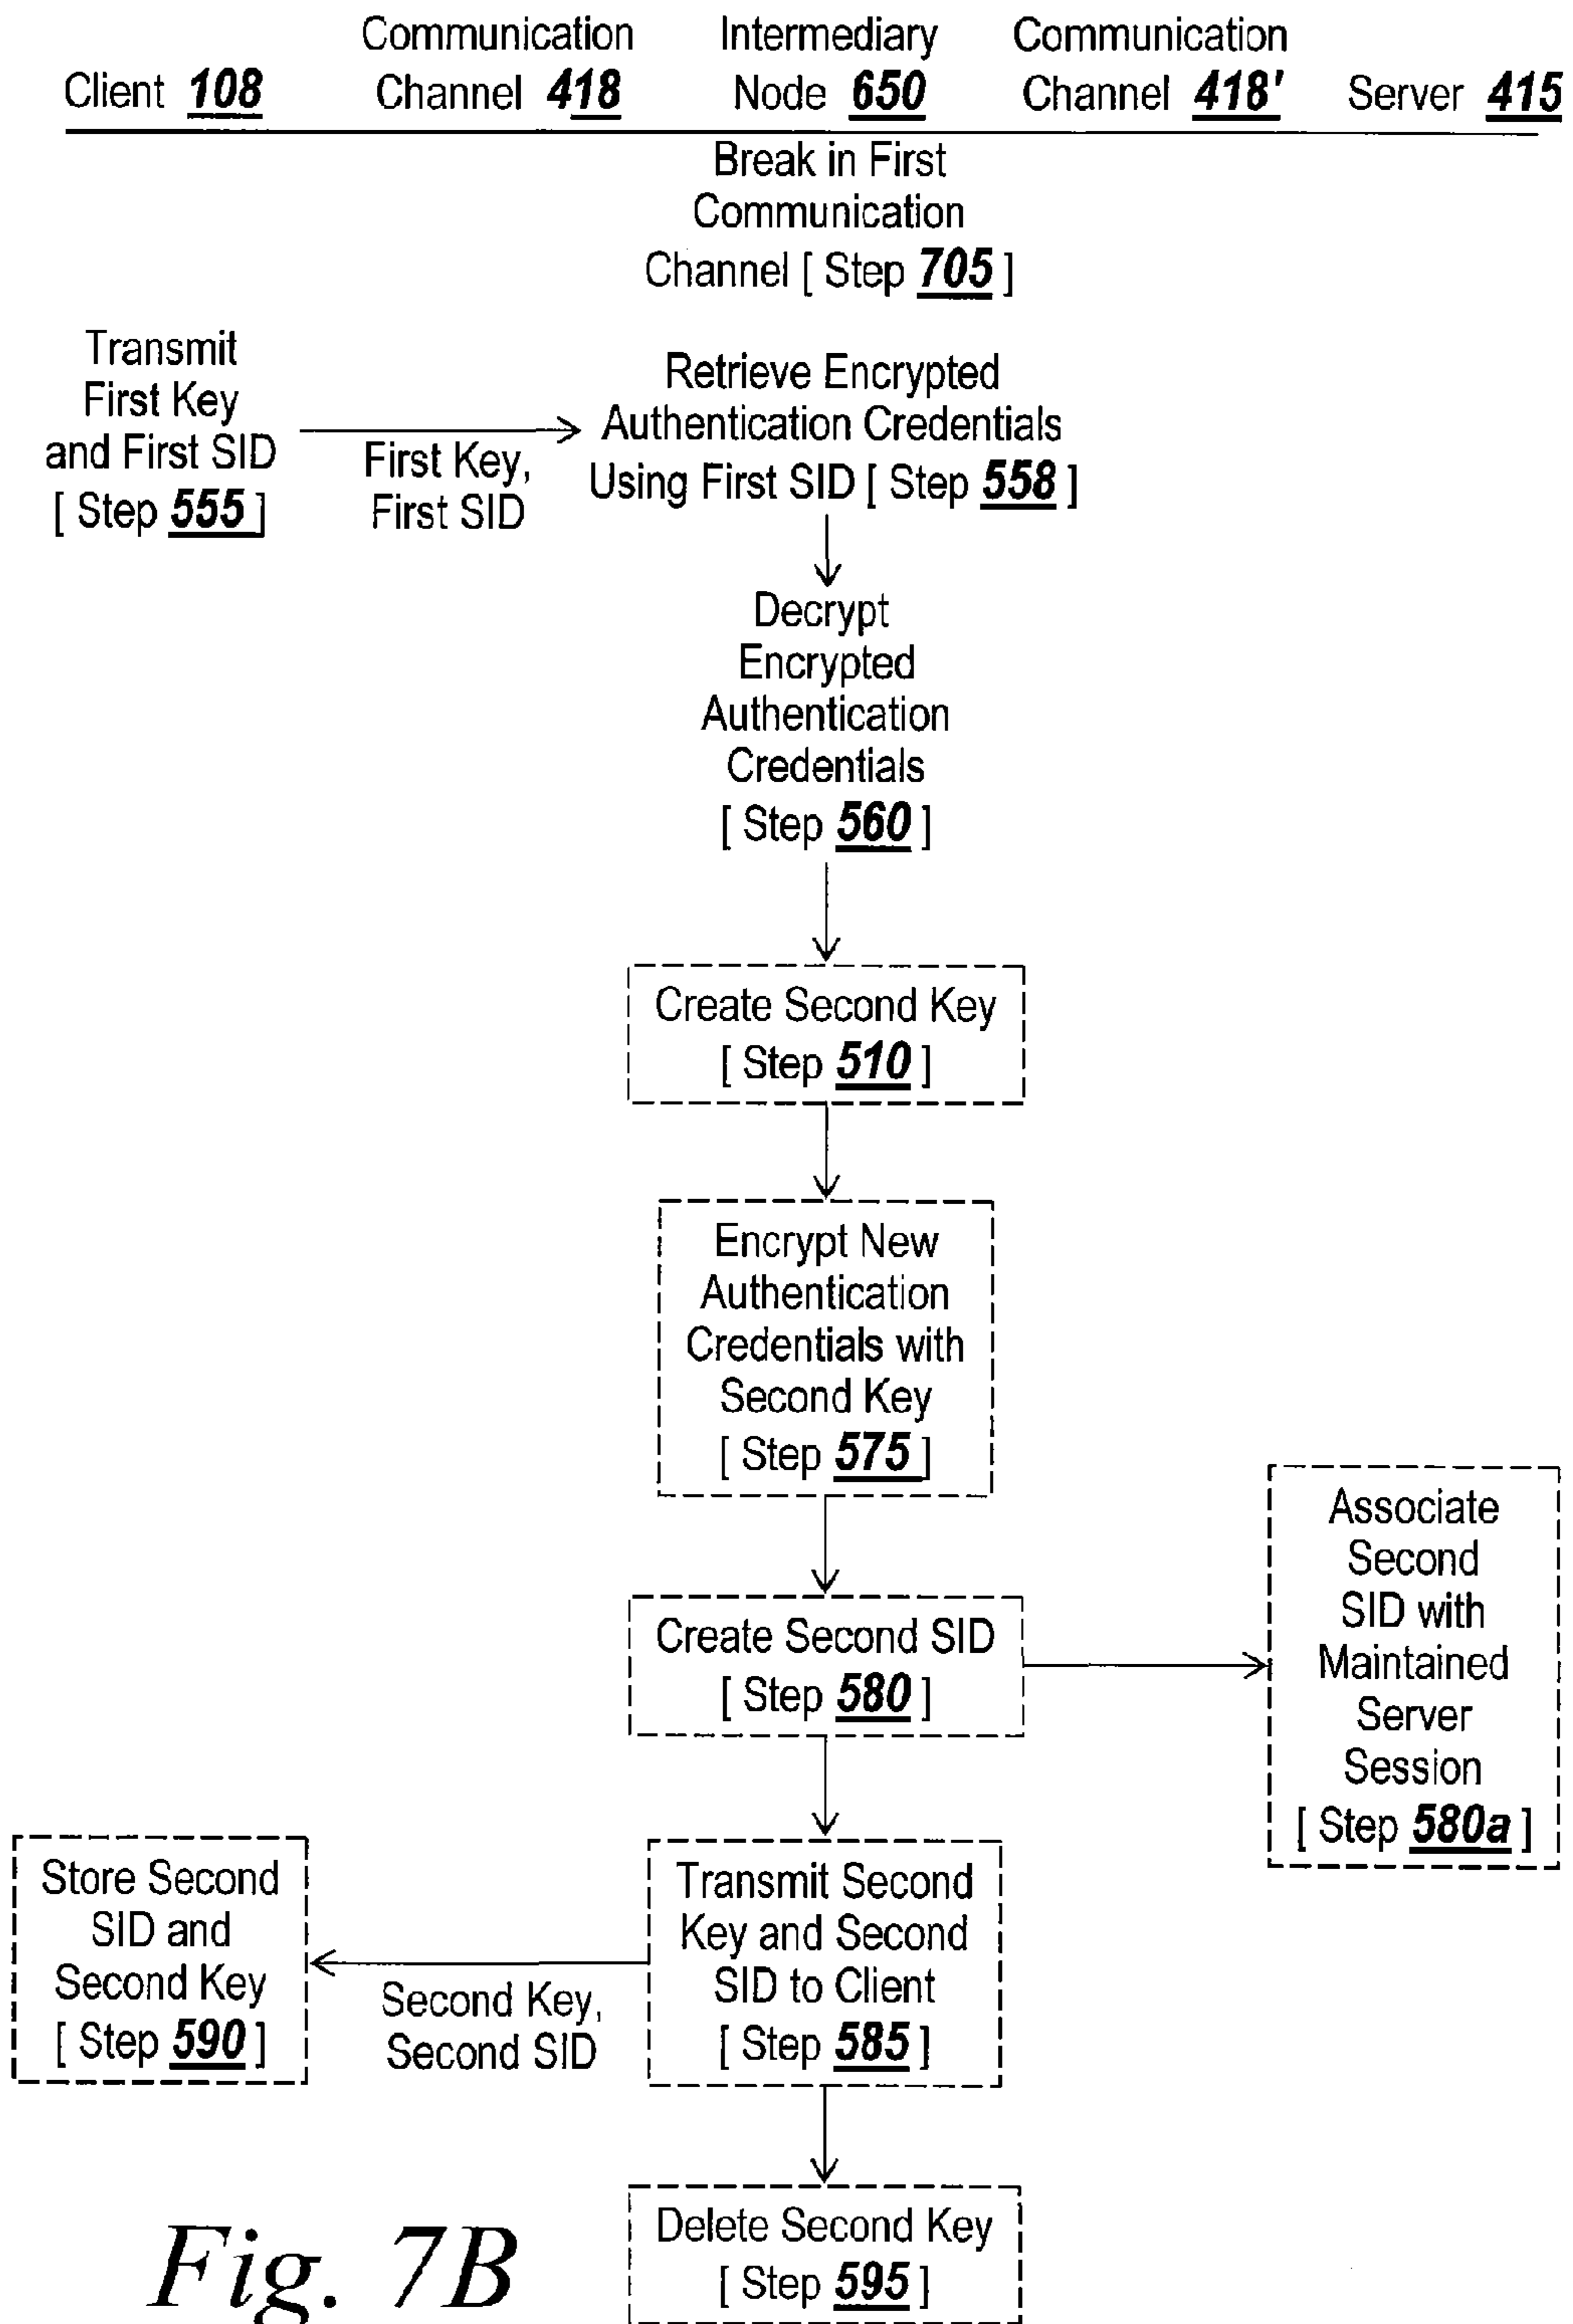 Communication Intermediary Communication
Client 108 Channel 418 Node 650 Channel 418' Server 415
Break in First
Communication
Channel [ Step 705 ]
Transmit
First Key
and First SID
[ Step 555 ]
First Key,
First SID
Retrieve Encrypted
Authentication Credentials
Using First SID [ Step 558 ]
Decrypt
Encrypted
Authentication
Credentials
[ Step 560 ]
Create Second Key
[ Step 510 ]
Encrypt New
Authentication
Credentials with
Second Key
[ Step 575 ]
Create Second SID
[ Step 580 ]
Associate
Second
SID with
Maintained
Server
Session
[ Step 580a ]
Transmit Second
Key and Second
SID to Client
[ Step 585 ]
Second Key,
Second SID
Store Second
SID and
Second Key
[ Step 590 ]
Delete Second Key
[ Step 595 ]
Fig. 7B